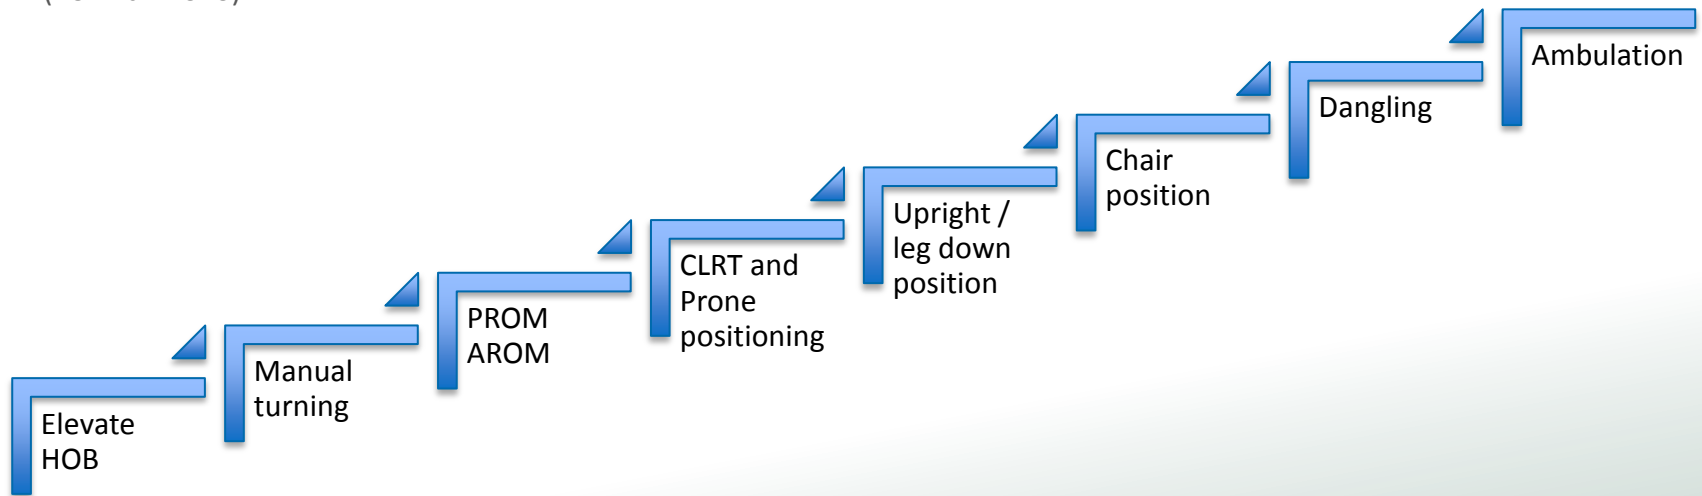 Elevate
HOB
Manual
turning
PROM
AROM
CLRT and
Prone
positioning
Upright /
leg down
position
Chair
position
Dangling
Ambulation